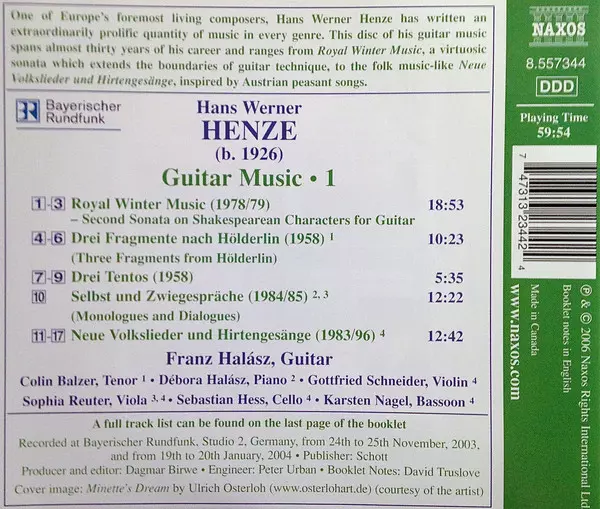 One of Europe's foremost living composers, Hans Werner Henze has written an
extraordinarily prolific quantity of music in every genre. This disc of his guitar music
spans almost thirty years of his career and ranges from Royal Winter Music, a virtuosic
sonata which extends the boundaries of guitar technique, to the folk music-like Neue
Volkslieder und Hirtengesänge, inspired by Austrian peasant songs.
Bayerischer
Rundfunk
Hans Werner
HENZE
(b. 1926)
Guitar Music • 1
1-3 Royal Winter Music (1978/79) 18:53
– Second Sonata on Shakespearean Characters for Guitar
4-6 Drei Fragmente nach Hölderlin (1958) 1 10:23
(Three Fragments from Hölderlin)
7-9 Drei Tentos (1958) 5:35
10 Selbst und Zwiegespräche (1984/85) 2, 3 12:22
(Monologues and Dialogues)
11-17 Neue Volkslieder und Hirtengesänge (1983/96) 4 12:42
Franz Halász, Guitar
Colin Balzer, Tenor 1 • Débora Halász, Piano 2 • Gottfried Schneider, Violin 4
Sophia Reuter, Viola 3, 4 • Sebastian Hess, Cello 4 • Karsten Nagel, Bassoon 4
A full track list can be found on the last page of the booklet
Recorded at Bayerischer Rundfunk, Studio 2, Germany, from 24th to 25th November, 2003,
and from 19th to 20th January, 2004 • Publisher: Schott
Producer and editor: Dagmar Birwe • Engineer: Peter Urban • Booklet Notes: David Truslove
Cover image: Minette's Dream by Ulrich Osterloh (www.osterlohart.de) (courtesy of the artist)
NAXOS
8.557344
DDD
Playing Time
59:54
7 47313 23442 4
℗ & © 2006 Naxos Rights International Ltd
Booklet notes in English
Made in Canada
www.naxos.com